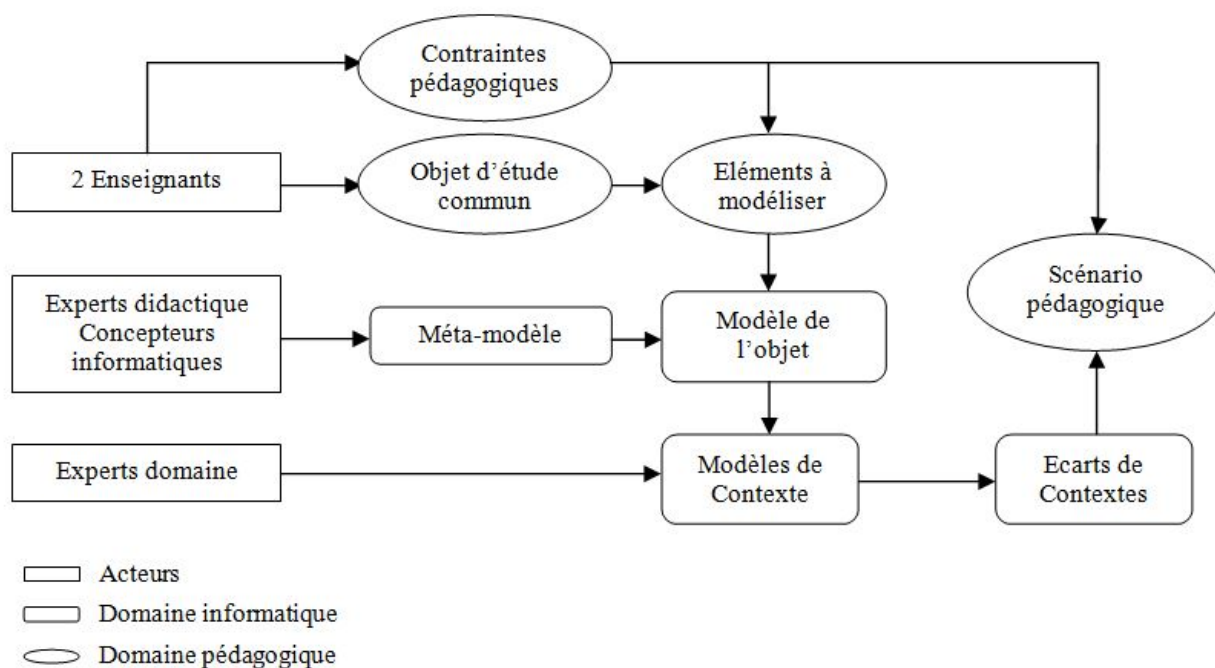 Contraintes
pédagogiques
2 Enseignants
Objet d'étude
commun
Eléments à
modéliser
Scénario
pédagogique
Experts didactique
Concepteurs
informatiques
Méta-modèle
Modèle de
l'objet
Experts domaine
Modèles de
Contexte
Ecarts de
Contextes
Acteurs
Domaine informatique
Domaine pédagogique